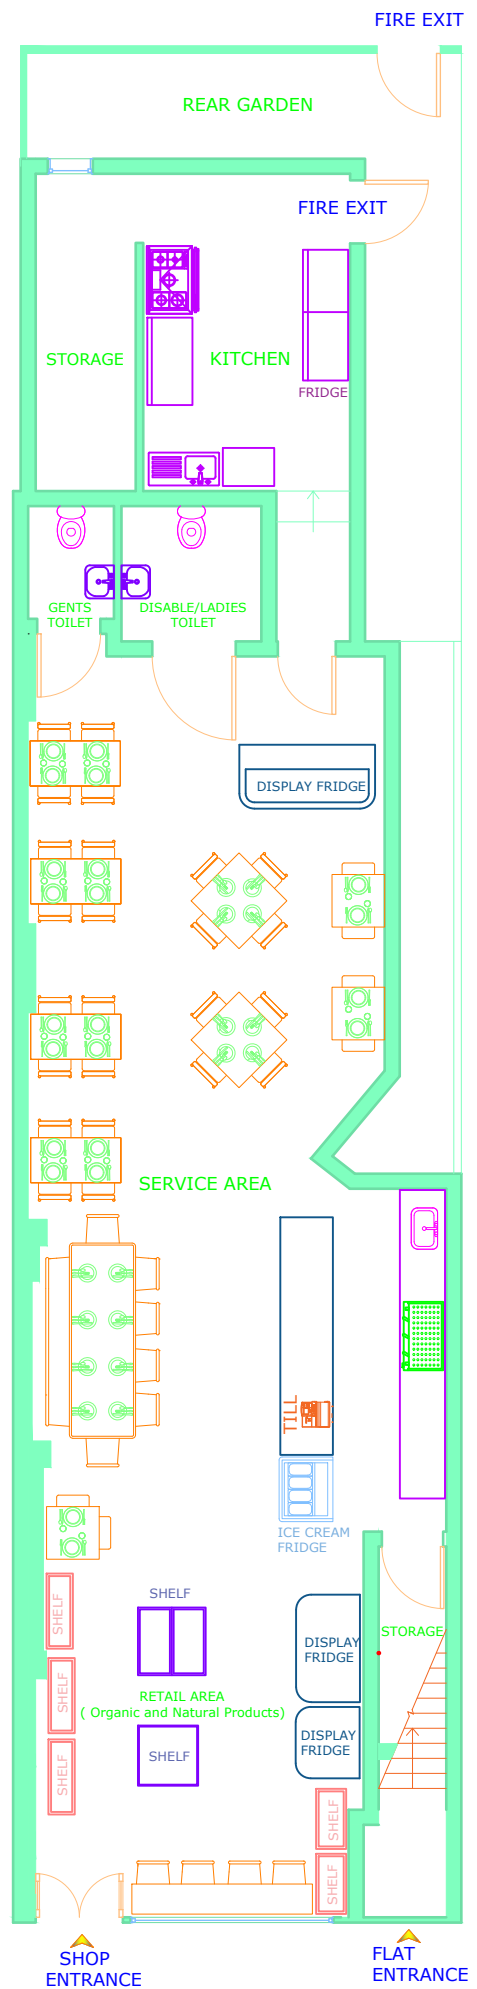 FIRE EXIT
REAR GARDEN
FIRE EXIT
STORAGE
KITCHEN
FRIDGE
GENTS
TOILET
DISABLE/LADIES
TOILET
DISPLAY FRIDGE
SERVICE AREA
TILL
ICE CREAM
FRIDGE
SHELF
SHELF
STORAGE
DISPLAY
FRIDGE
SHELF
RETAIL AREA
( Organic and Natural Products)
DISPLAY
FRIDGE
SHELF
SHELF
SHELF
SHELF
SHOP
ENTRANCE
FLAT
ENTRANCE